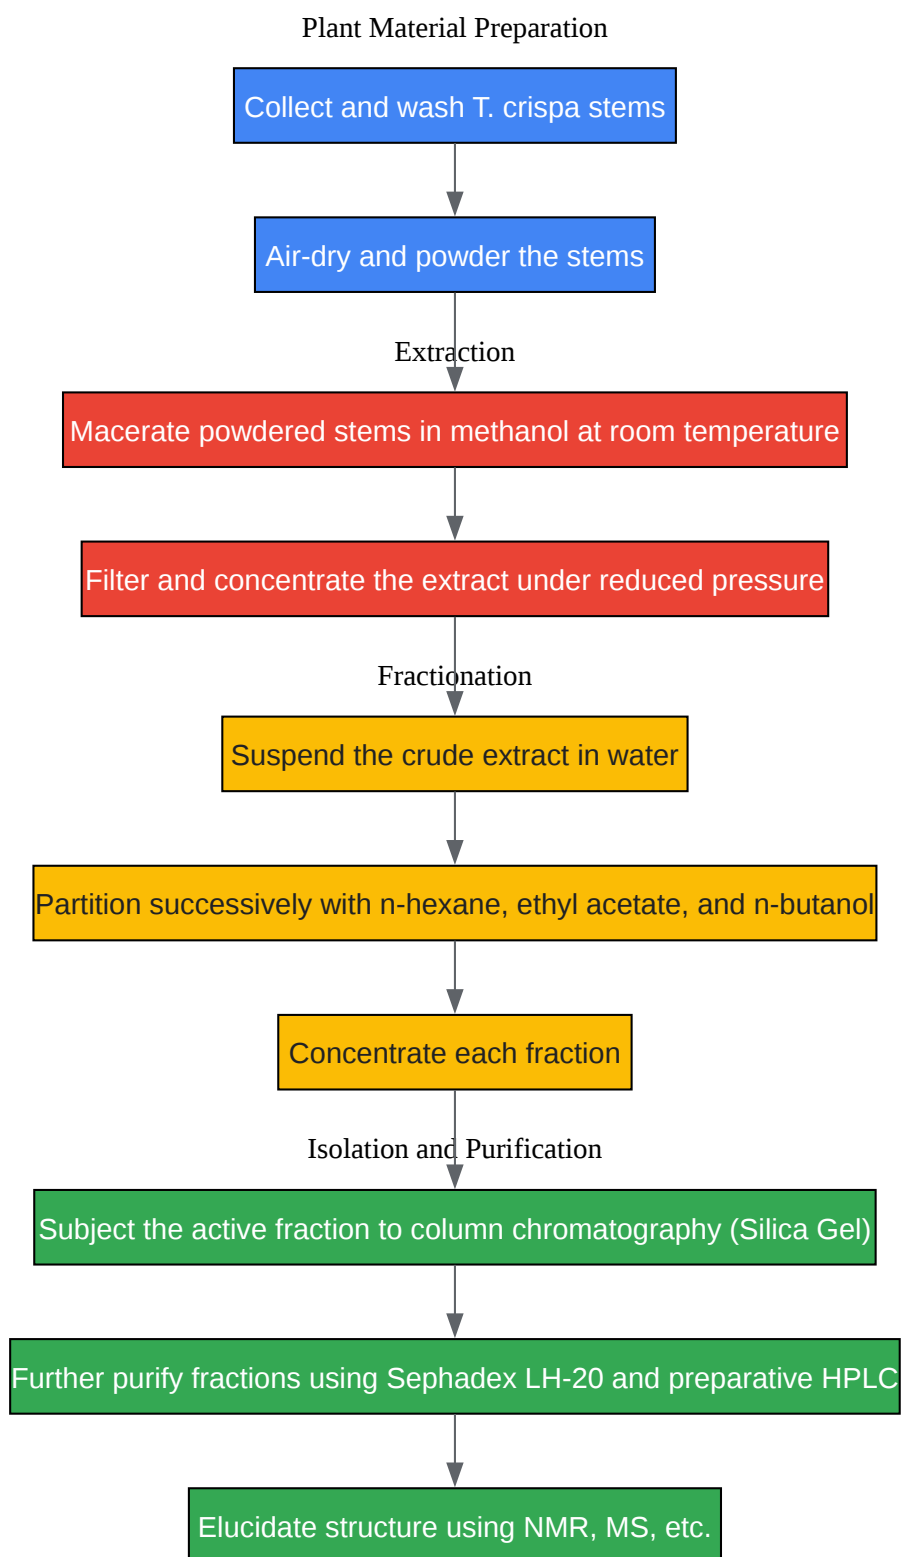 Plant Material Preparation
Collect and wash T. crispa stems
Air-dry and powder the stems
Extraction
Macerate powdered stems in methanol at room temperature
Filter and concentrate the extract under reduced pressure
Fractionation
Suspend the crude extract in water
Partition successively with n-hexane, ethyl acetate, and n-butanol
Concentrate each fraction
Isolation and Purification
Subject the active fraction to column chromatography (Silica Gel)
Further purify fractions using Sephadex LH-20 and preparative HPLC
Elucidate structure using NMR, MS, etc.